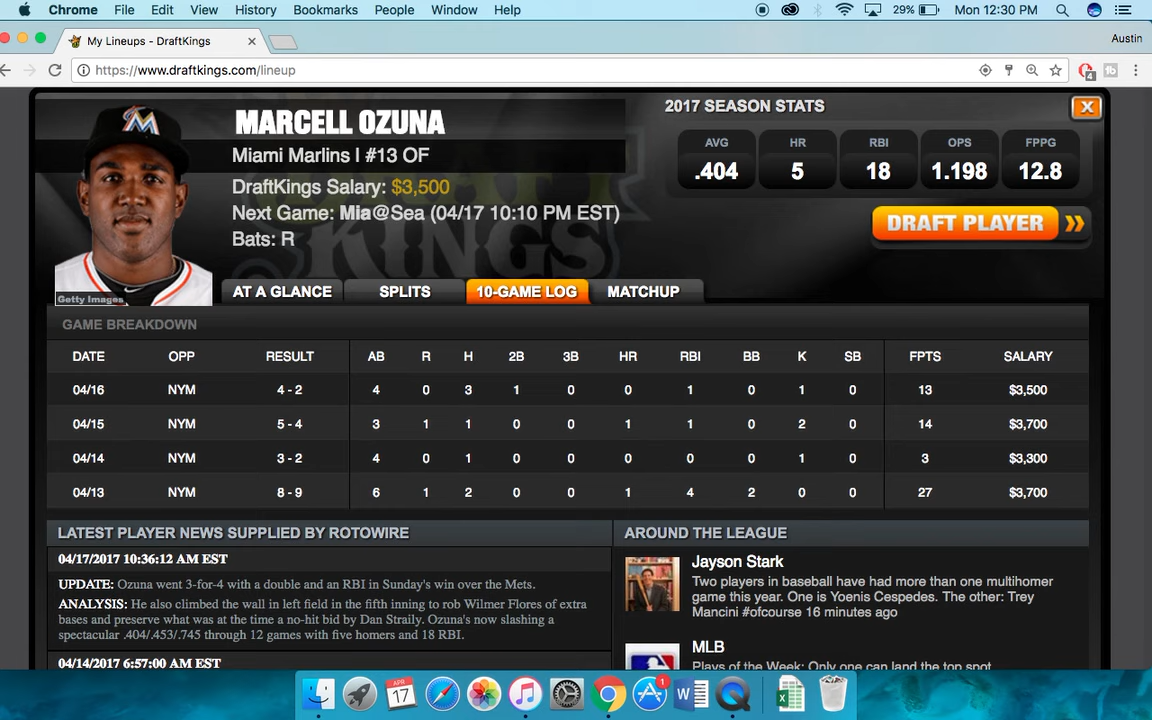 Chrome File Edit View History Bookmarks People Window Help 29% Mon 12:30 PM
My Lineups - DraftKings Austin
https://www.draftkings.com/lineup 4
MARCELL OZUNA
Miami Marlins | #13 OF
DraftKings Salary: $3,500
Next Game: Mia@Sea (04/17 10:10 PM EST)
Bats: R
Getty Images
2017 SEASON STATS X
AVG HR RBI OPS FPPG
.404 5 18 1.198 12.8
DRAFT PLAYER
AT A GLANCE SPLITS 10-GAME LOG MATCHUP
GAME BREAKDOWN
DATE OPP RESULT AB R H 2B 3B HR RBI BB K SB FPTS SALARY
04/16 NYM 4 - 2 4 0 3 1 0 0 1 0 1 0 13 $3,500
04/15 NYM 5 - 4 3 1 1 0 0 1 1 0 2 0 14 $3,700
04/14 NYM 3 - 2 4 0 1 0 0 0 0 0 1 0 3 $3,300
04/13 NYM 8 - 9 6 1 2 0 0 1 4 2 0 0 27 $3,700
LATEST PLAYER NEWS SUPPLIED BY ROTOWIRE
04/17/2017 10:36:12 AM EST
UPDATE: Ozuna went 3-for-4 with a double and an RBI in Sunday's win over the Mets.
ANALYSIS: He also climbed the wall in left field in the fifth inning to rob Wilmer Flores of extra
bases and preserve what was at the time a no-hit bid by Dan Straily. Ozuna's now slashing a
spectacular .404/.453/.745 through 12 games with five homers and 18 RBI.
04/14/2017 6:57:00 AM EST
AROUND THE LEAGUE
Jayson Stark
Two players in baseball have had more than one multihomer
game this year. One is Yoenis Cespedes. The other: Trey
Mancini #ofcourse 16 minutes ago
MLB
Plays of the Week: Only one can land the top spot
APR
17
1
W